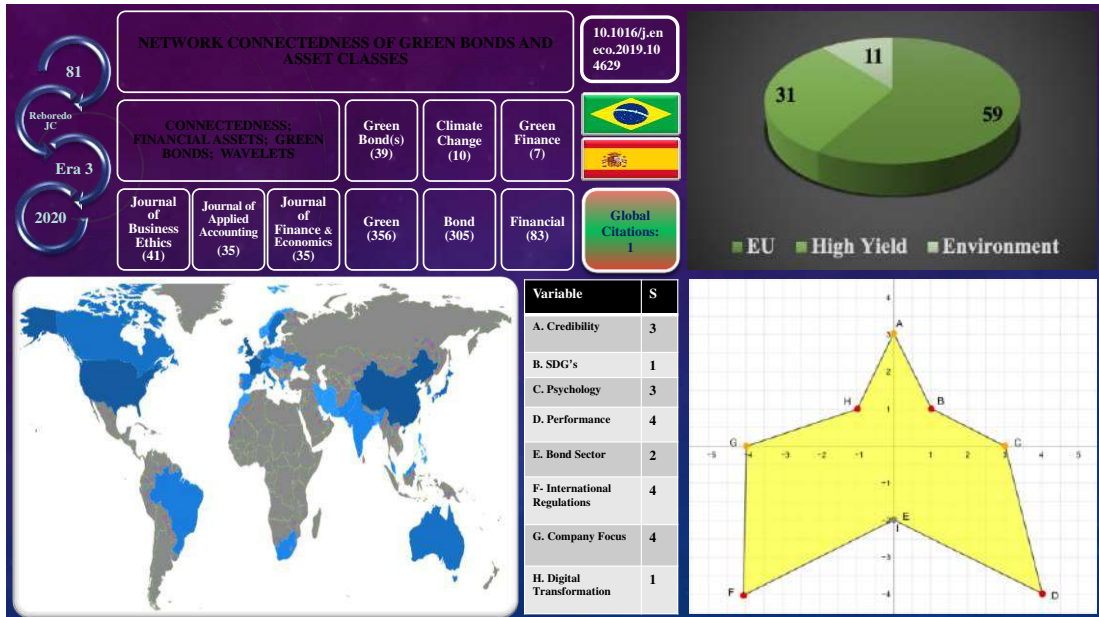 81
Reboredo
JC
Era 3
2020
NETWORK CONNECTEDNESS OF GREEN BONDS AND
ASSET CLASSES
10.1016/j.en
eco.2019.10
4629
CONNECTEDNESS;
FINANCIAL ASSETS; GREEN
BONDS; WAVELETS
Green
Bond(s)
(39)
Climate
Change
(10)
Green
Finance
(7)
Journal
of
Business
Ethics
(41)
Journal of
Applied
Accounting
(35)
Journal
of
Finance &
Economics
(35)
Green
(356)
Bond
(305)
Financial
(83)
Global
Citations:
1
11
31
59
EU High Yield Environment
Variable S
A. Credibility 3
B. SDG's 1
C. Psychology 3
D. Performance 4
E. Bond Sector 2
F- International
Regulations 4
G. Company Focus 4
H. Digital
Transformation 1
4
A
3
2
H 1 B
G C
-5 -4 -3 -2 -1 1 2 3 4 5
-1
-2 E
I
-3
F -4 D